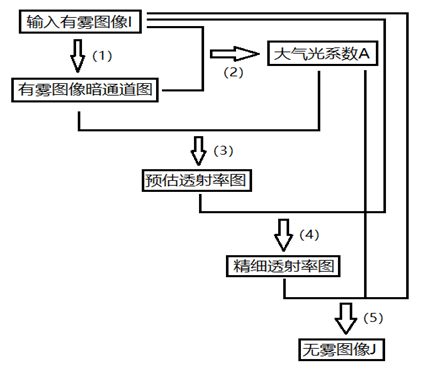 输入有雾图像I
(1)
(2)
大气光系数A
有雾图像暗通道图
(3)
预估透射率图
(4)
精细透射率图
(5)
无雾图像J